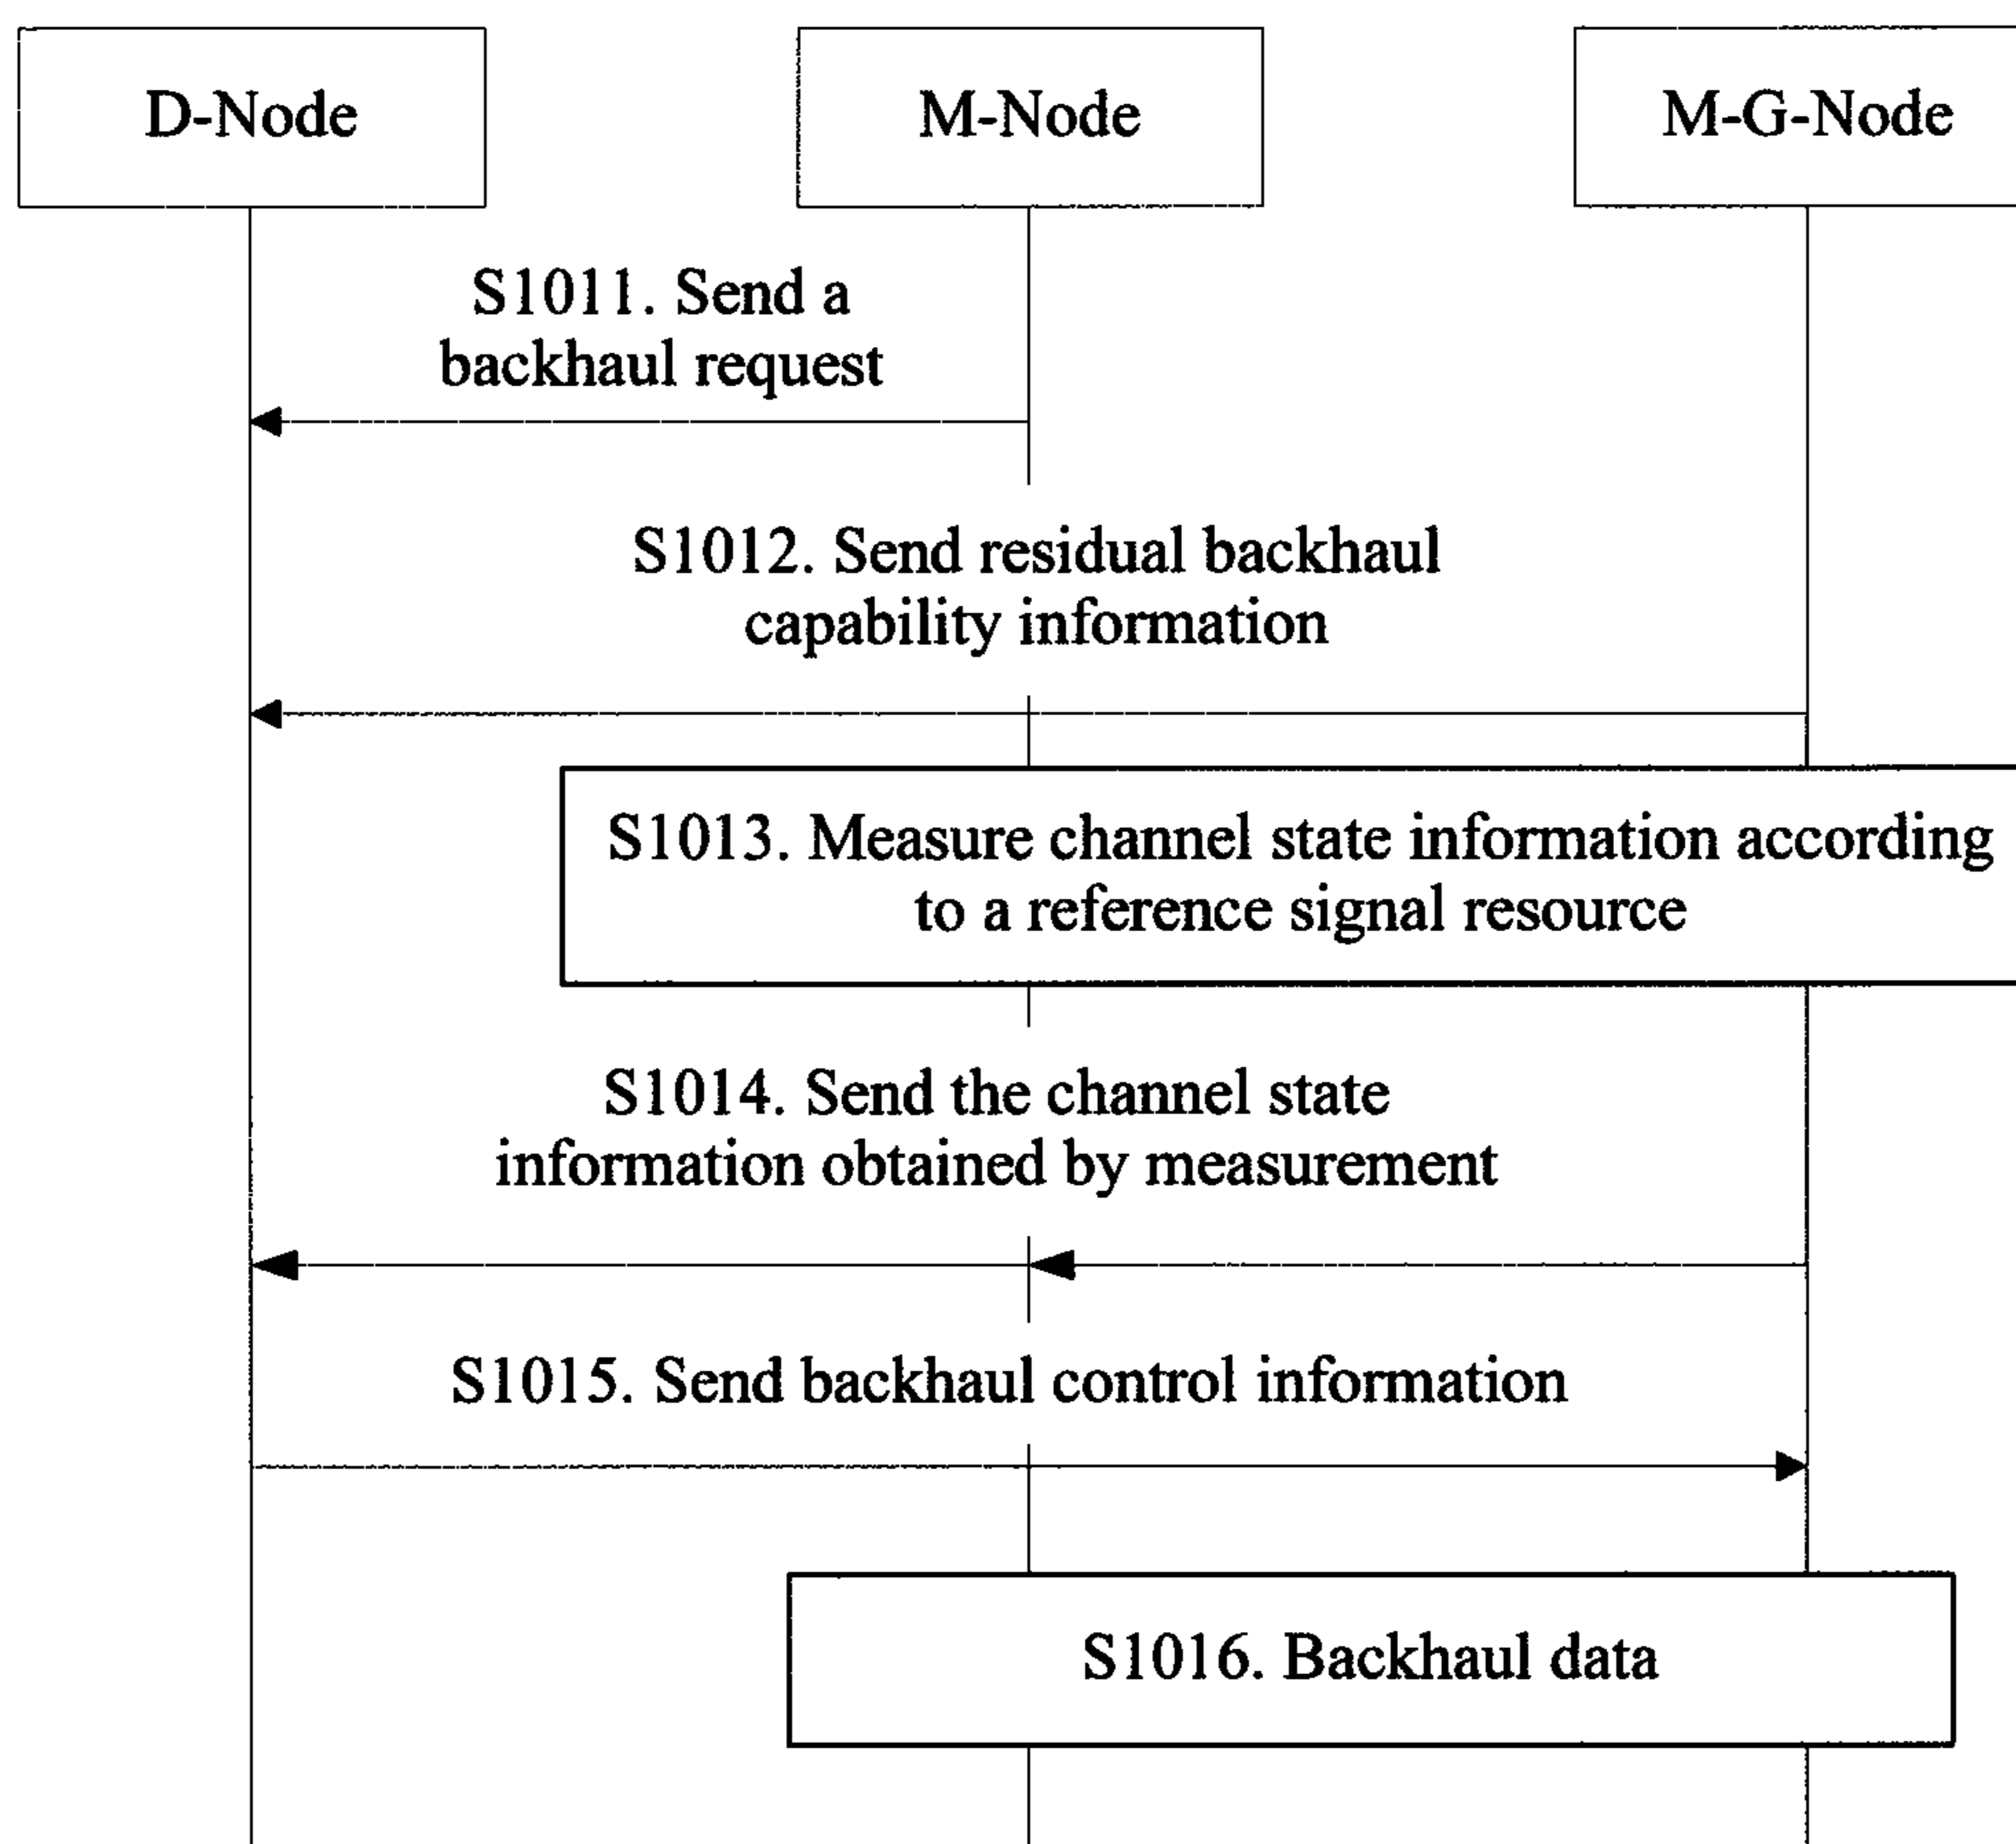 D-Node
M-Node
M-G-Node
S1011. Send a
backhaul request
S1012. Send residual backhaul
capability information
S1013. Measure channel state information according
to a reference signal resource
S1014. Send the channel state
information obtained by measurement
S1015. Send backhaul control information
S1016. Backhaul data